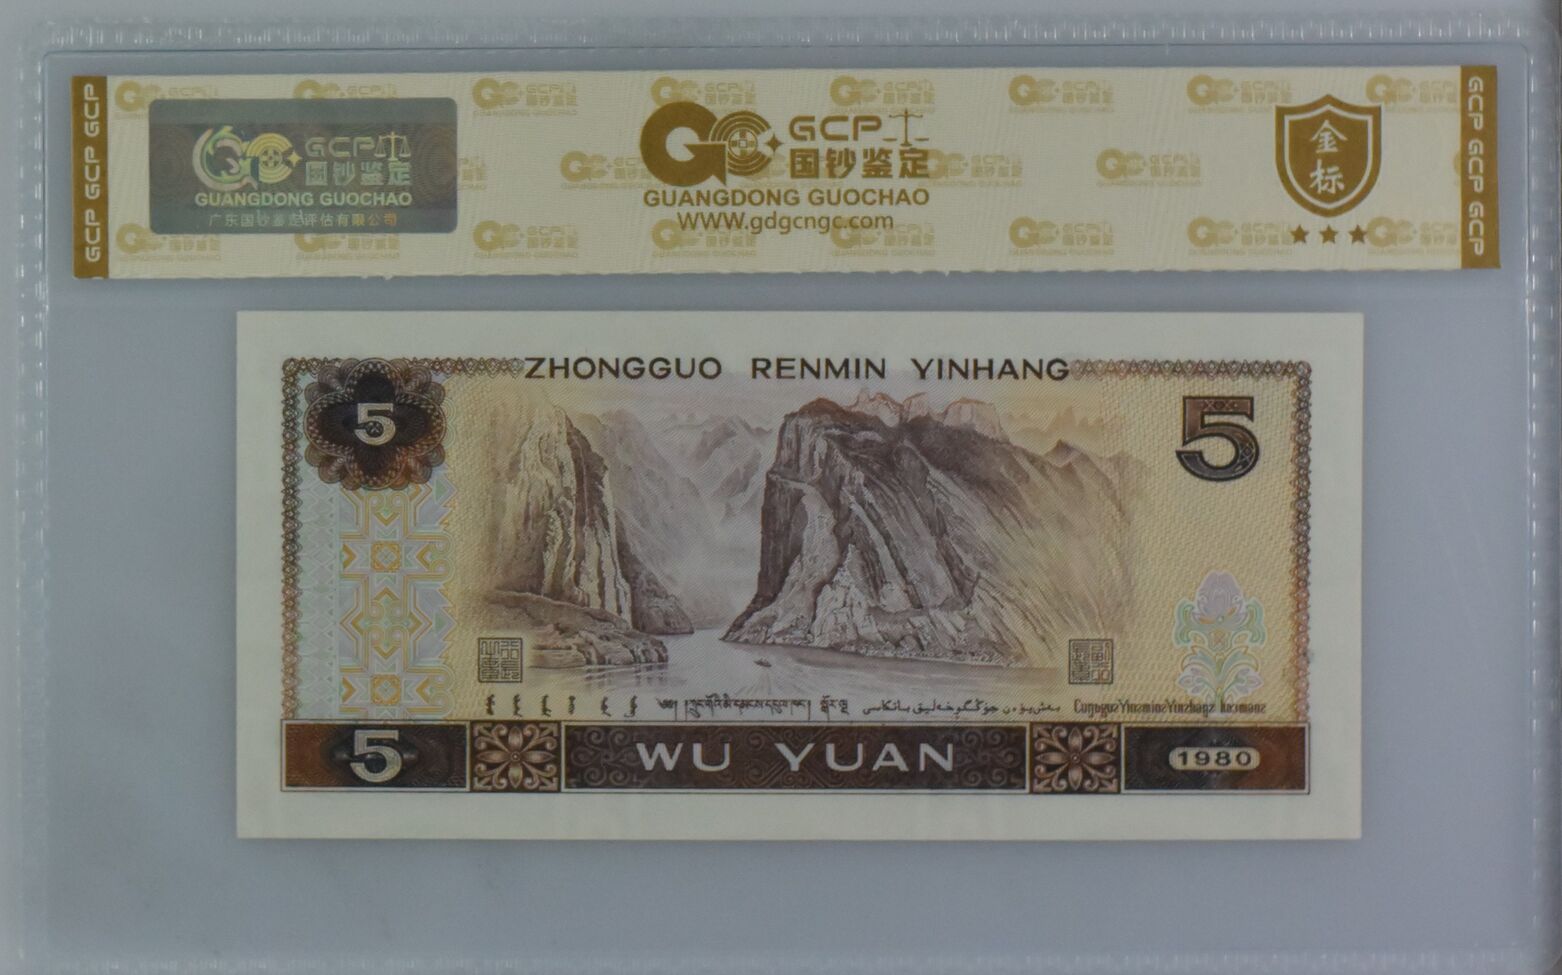 GCP GCP GCP
GCP
国钞鉴定
GUANGDONG GUOCHAO
广东国钞鉴定评估有限公司
GCP
国钞鉴定
GUANGDONG GUOCHAO
WWW.gdgcngc.com
金标
GCP GCP GCP
ZHONGGUO RENMIN YINHANG
5
5
5
WU YUAN
1980